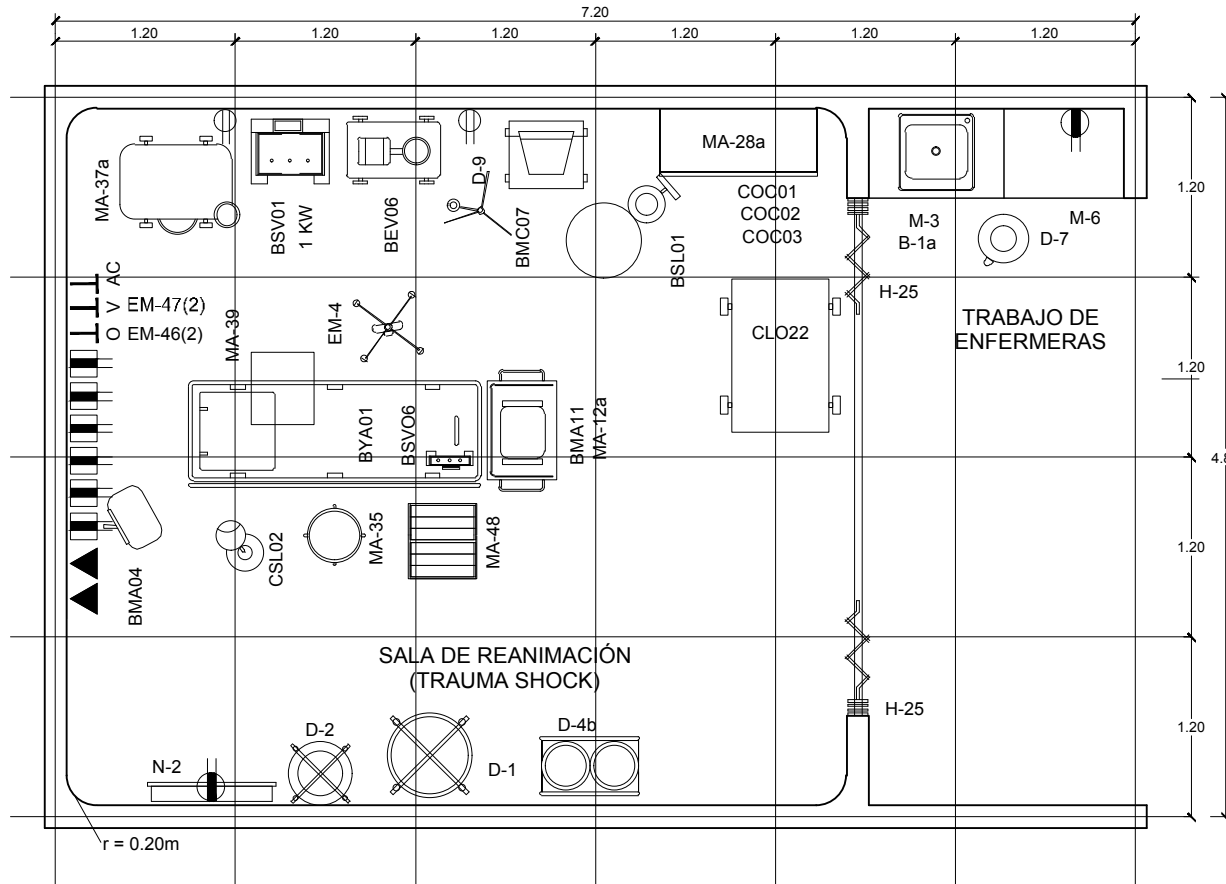 7.20
1.20 1.20 1.20 1.20 1.20 1.20
MA-37a
BSV01
1 KW
BEV06
D-9
BMC07
MA-28a
COC01
COC02
COC03
BSL01
M-3
B-1a
M-6
D-7
H-25
1.20
AC
V EM-47(2)
O EM-46(2)
MA-39
EM-4
CLO22
TRABAJO DE
ENFERMERAS
1.20
BYA01
BSVO6
BMA11
MA-12a
4.8
BMA04
CSL02
MA-35
MA-48
1.20
SALA DE REANIMACIÓN
(TRAUMA SHOCK)
H-25
1.20
N-2
D-2
D-1
D-4b
r = 0.20m